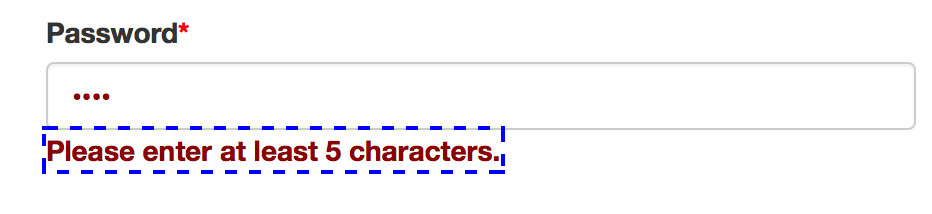 Password*
••••
Please enter at least 5 characters.